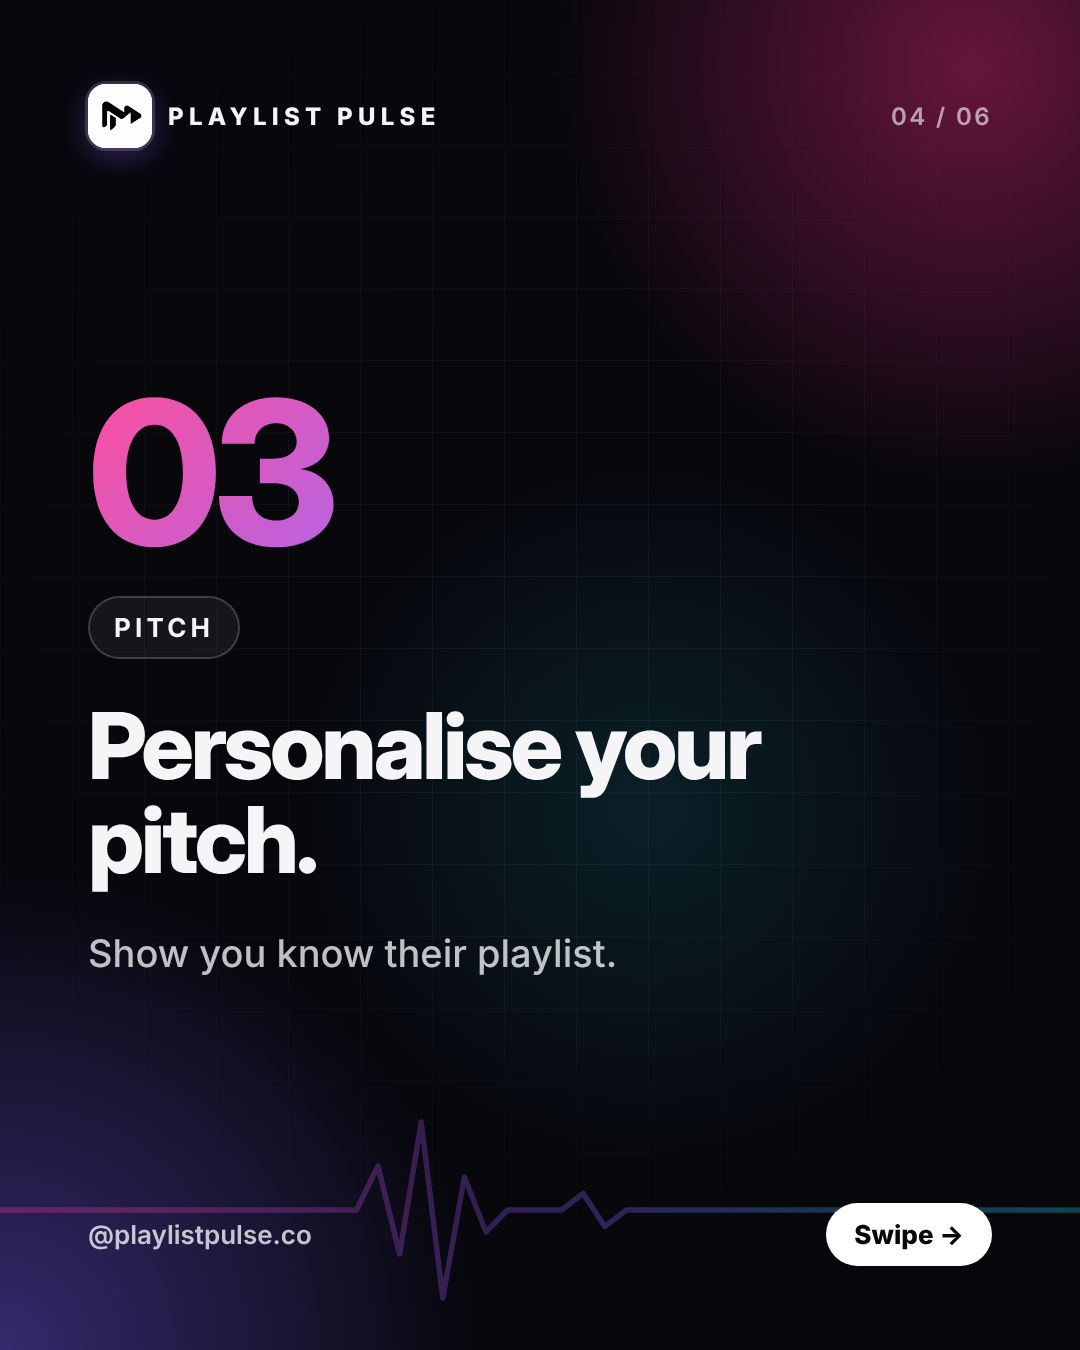 PLAYLIST PULSE
04 / 06
03
PITCH
Personalise your
pitch.
Show you know their playlist.
@playlistpulse.co
Swipe →